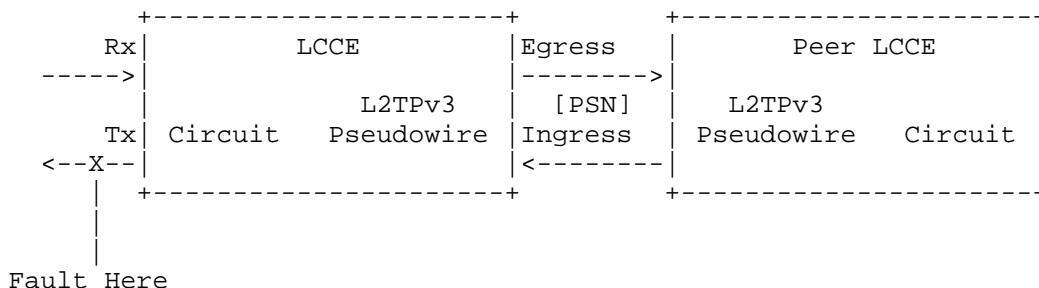 Rx LCCE Egress Peer LCCE
L2TPv3 [PSN] L2TPv3
Tx Circuit Pseudowire Ingress Pseudowire Circuit
X
Fault Here